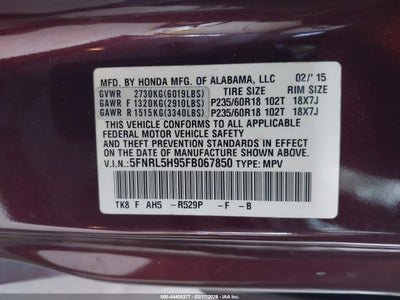 MFD. BY HONDA MFG. OF ALABAMA, LLC 02/15
GVWR 2730KG(6019LBS) TIRE SIZE RIM SIZE
GAWR F 1320KG(2910LBS) P235/60R18 102T 18X7J
GAWR R 1515KG(3340LBS) P235/60R18 102T 18X7J
THIS VEHICLE CONFORMS TO ALL APPLICABLE
FEDERAL MOTOR VEHICLE SAFETY, BUMPER,
AND THEFT PREVENTION STANDARDS IN EFFECT
ON THE DATE OF MANUFACTURE SHOWN ABOVE.
V.I.N.: 5FNRL5H95FB067850 TYPE: MPV
TK8 F AH5 -R529P -F -B